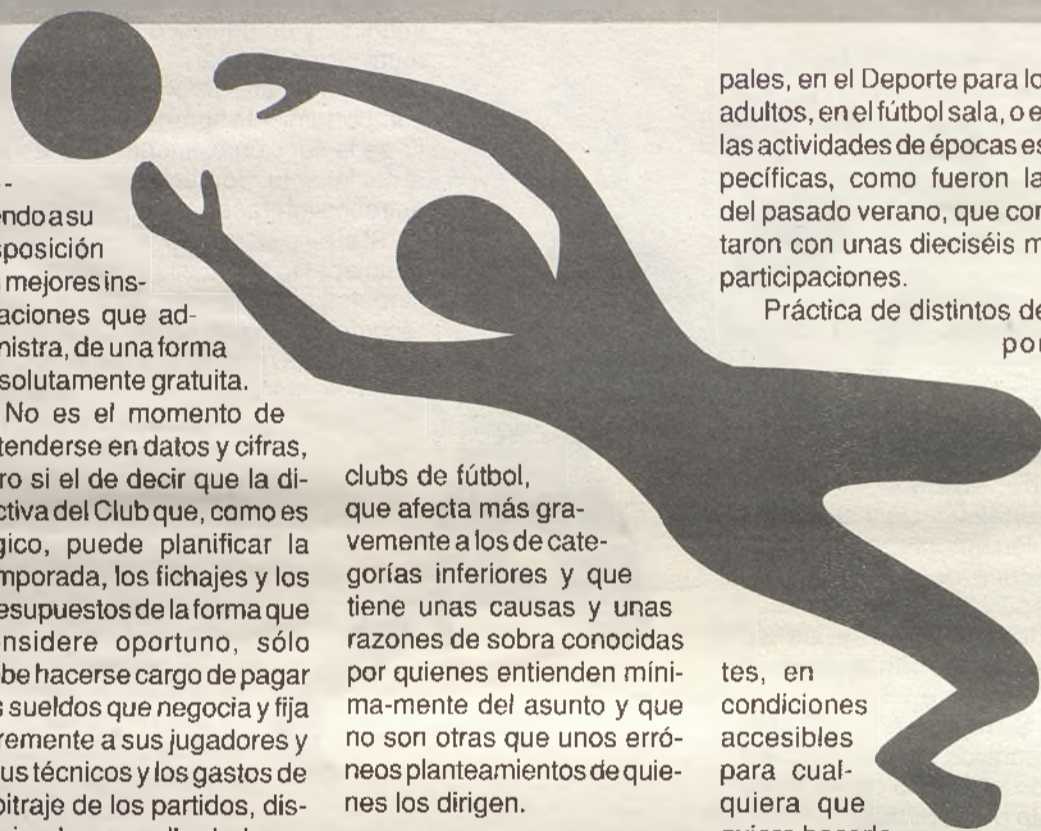 endo a su
sposición
s mejores ins-
aciones que ad-
nistra, de una forma
solutamente gratuita.
No es el momento de
tenderse en datos y cifras,
ro si el de decir que la di-
ctiva del Club que, como es
gico, puede planificar la
mporada, los fichajes y los
esupuestos de la forma que
nsidere oportuno, sólo
be hacerse cargo de pagar
s sueldos que negocia y fija
remente a sus jugadores y
us técnicos y los gastos de
bitraje de los partidos, dis-
clubs de fútbol,
que afecta más gra-
vemente a los de cate-
gorías inferiores y que
tiene unas causas y unas
razones de sobra conocidas
por quienes entienden míni-
ma-mente del asunto y que
no son otras que unos erró-
neos planteamientos de quie-
nes los dirigen.
pales, en el Deporte para lo
adultos, en el fútbol sala, o e
las actividades de épocas es
pecíficas, como fueron la
del pasado verano, que con
taron con unas dieciséis m
participaciones.
Práctica de distintos de
por
tes, en
condiciones
accesibles
para cual-
quiera que